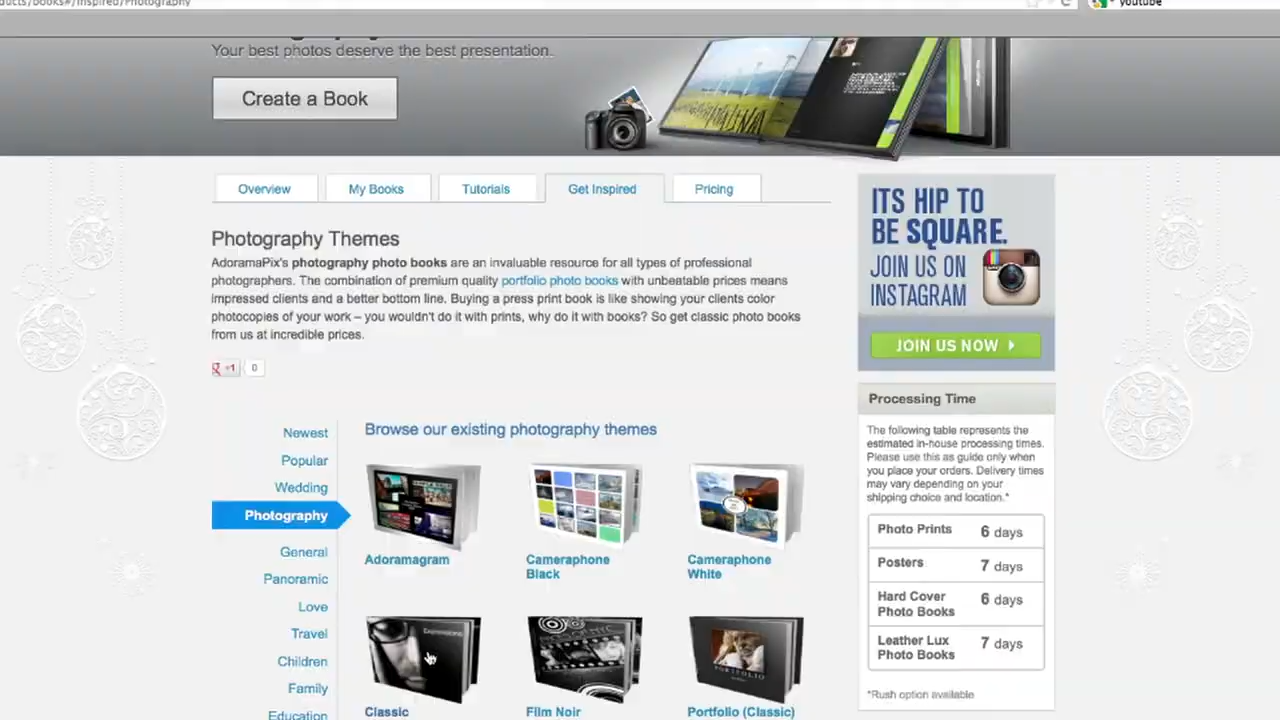 ducts/books#/Inspired/Photography
youtube
Your best photos deserve the best presentation.
Create a Book
Overview
My Books
Tutorials
Get Inspired
Pricing
Photography Themes
AdoramaPix's photography photo books are an invaluable resource for all types of professional
photographers. The combination of premium quality portfolio photo books with unbeatable prices means
impressed clients and a better bottom line. Buying a press print book is like showing your clients color
photocopies of your work – you wouldn't do it with prints, why do it with books? So get classic photo books
from us at incredible prices.
+1
0
Newest
Popular
Wedding
Photography
General
Panoramic
Love
Travel
Children
Family
Education
Browse our existing photography themes
Adoramagram
Cameraphone
Black
Cameraphone
White
Classic
Film Noir
PORTFOLIO
Portfolio (Classic)
ITS HIP TO
BE SQUARE.
JOIN US ON
INSTAGRAM
JOIN US NOW
Processing Time
The following table represents the
estimated in-house processing times.
Please use this as guide only when
you place your orders. Delivery times
may vary depending on your
shipping choice and location.*
Photo Prints 6 days
Posters 7 days
Hard Cover
Photo Books 6 days
Leather Lux
Photo Books 7 days
*Rush option available